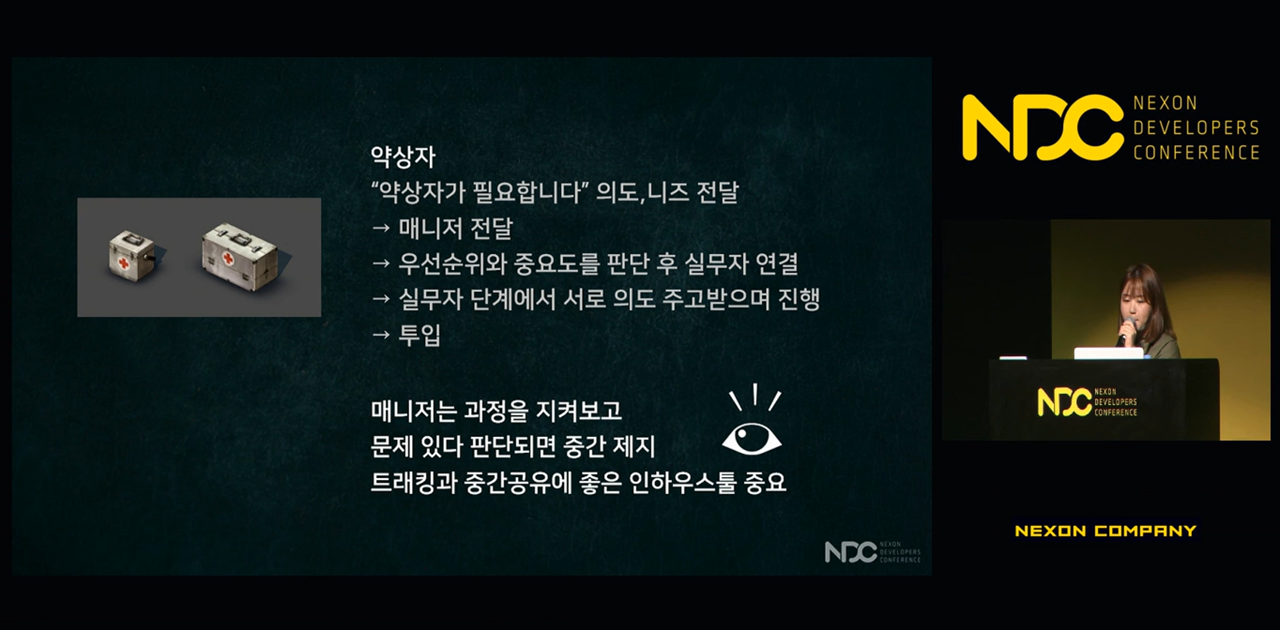 약상자
“약상자가 필요합니다” 의도,니즈 전달
→ 매니저 전달
→ 우선순위와 중요도를 판단 후 실무자 연결
→ 실무자 단계에서 서로 의도 주고받으며 진행
→ 투입
매니저는 과정을 지켜보고
문제 있다 판단되면 중간 제지
트래킹과 중간공유에 좋은 인하우스툴 중요
NDC NEXON
DEVELOPERS
CONFERENCE
NDC NEXON
DEVELOPERS
CONFERENCE
NDC NEXON
DEVELOPERS
CONFERENCE
NEXON COMPANY